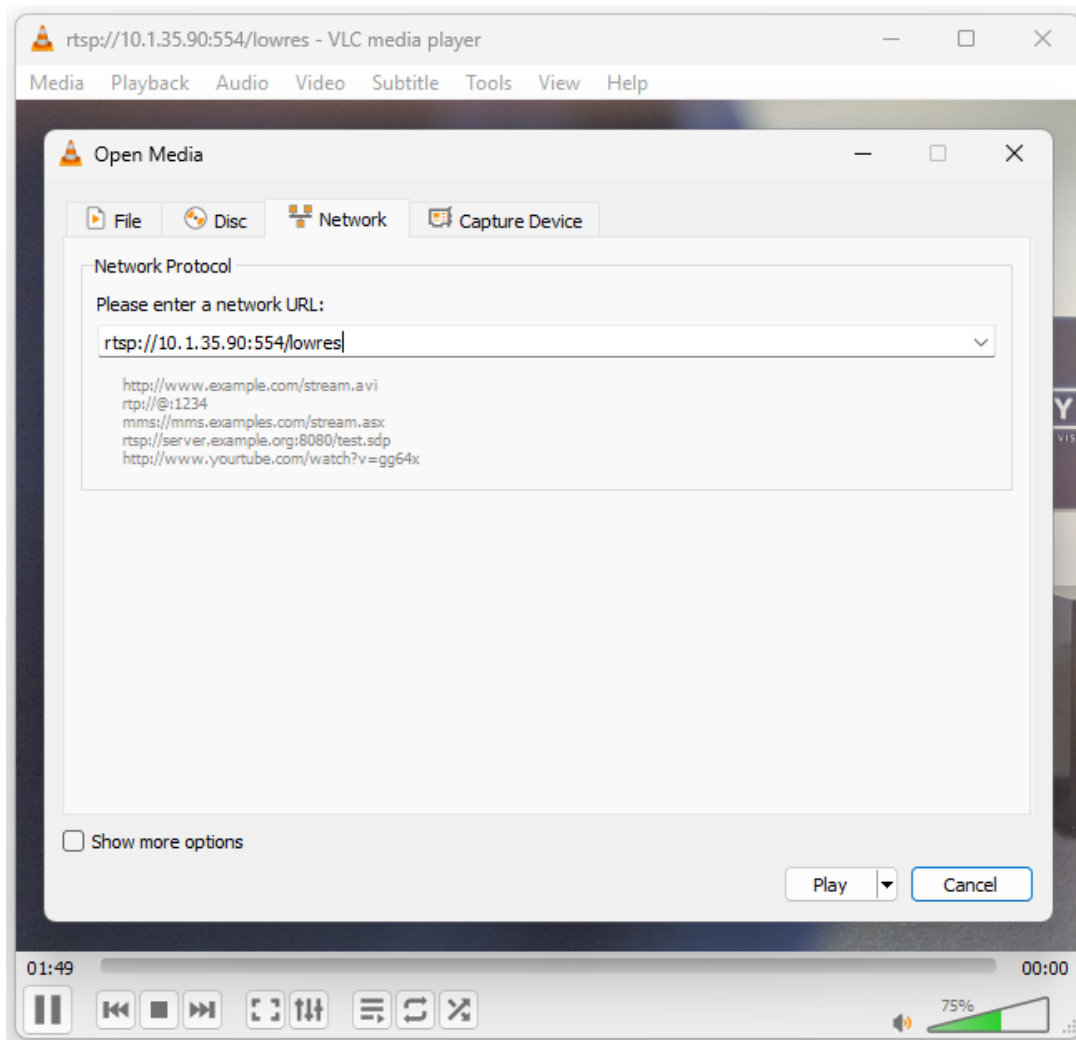 rtsp://10.1.35.90:554/lowres - VLC media player
Media Playback Audio Video Subtitle Tools View Help
Open Media
File Disc Network Capture Device
Network Protocol
Please enter a network URL:
rtsp://10.1.35.90:554/lowres
http://www.example.com/stream.avi
rtp://@:1234
mms://mms.examples.com/stream.asx
rtsp://server.example.org:8080/test.sdp
http://www.yourtube.com/watch?v=gg64x
Y
VIS
Show more options
Play Cancel
01:49 00:00
75%